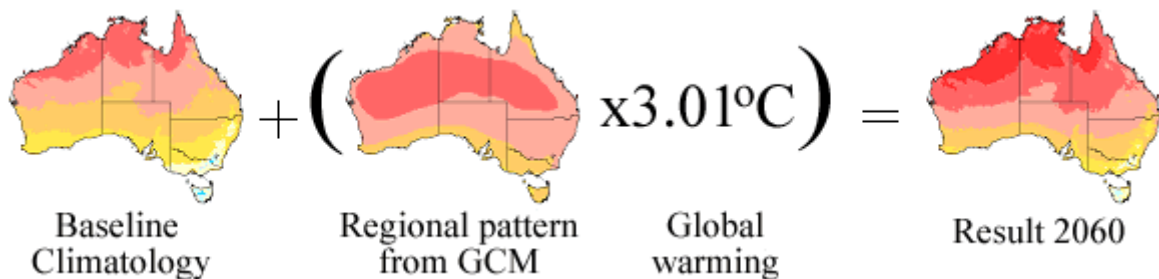 + ( x3.01ºC ) =
Baseline
Climatology
Regional pattern
from GCM
Global
warming
Result 2060